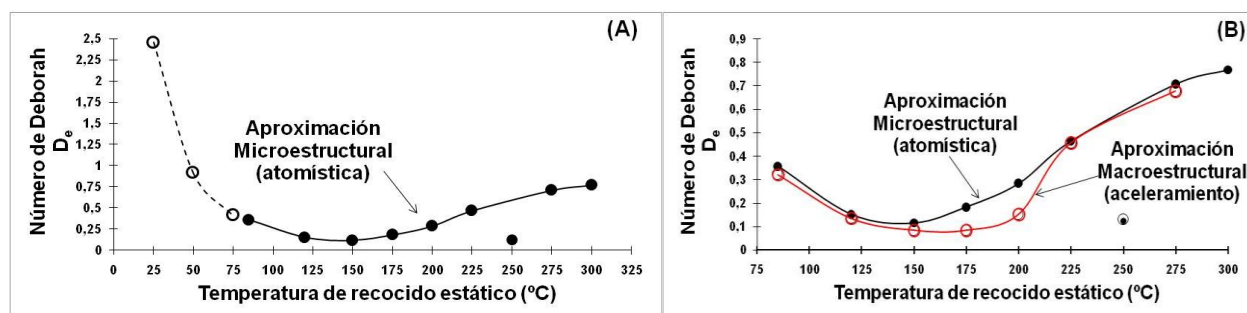 (A)
2,5
2,25
2
1,75
1,5
1,25
1
0,75
0,5
0,25
0
Número de Deborah
De
Aproximación
Microestructural
(atomística)
0 25 50 75 100 125 150 175 200 225 250 275 300 325
Temperatura de recocido estático (ºC)
(B)
0,9
0,8
0,7
0,6
0,5
0,4
0,3
0,2
0,1
0
Número de Deborah
De
Aproximación
Microestructural
(atomística)
Aproximación
Macroestructural
(aceleramiento)
75 100 125 150 175 200 225 250 275 300
Temperatura de recocido estático (ºC)